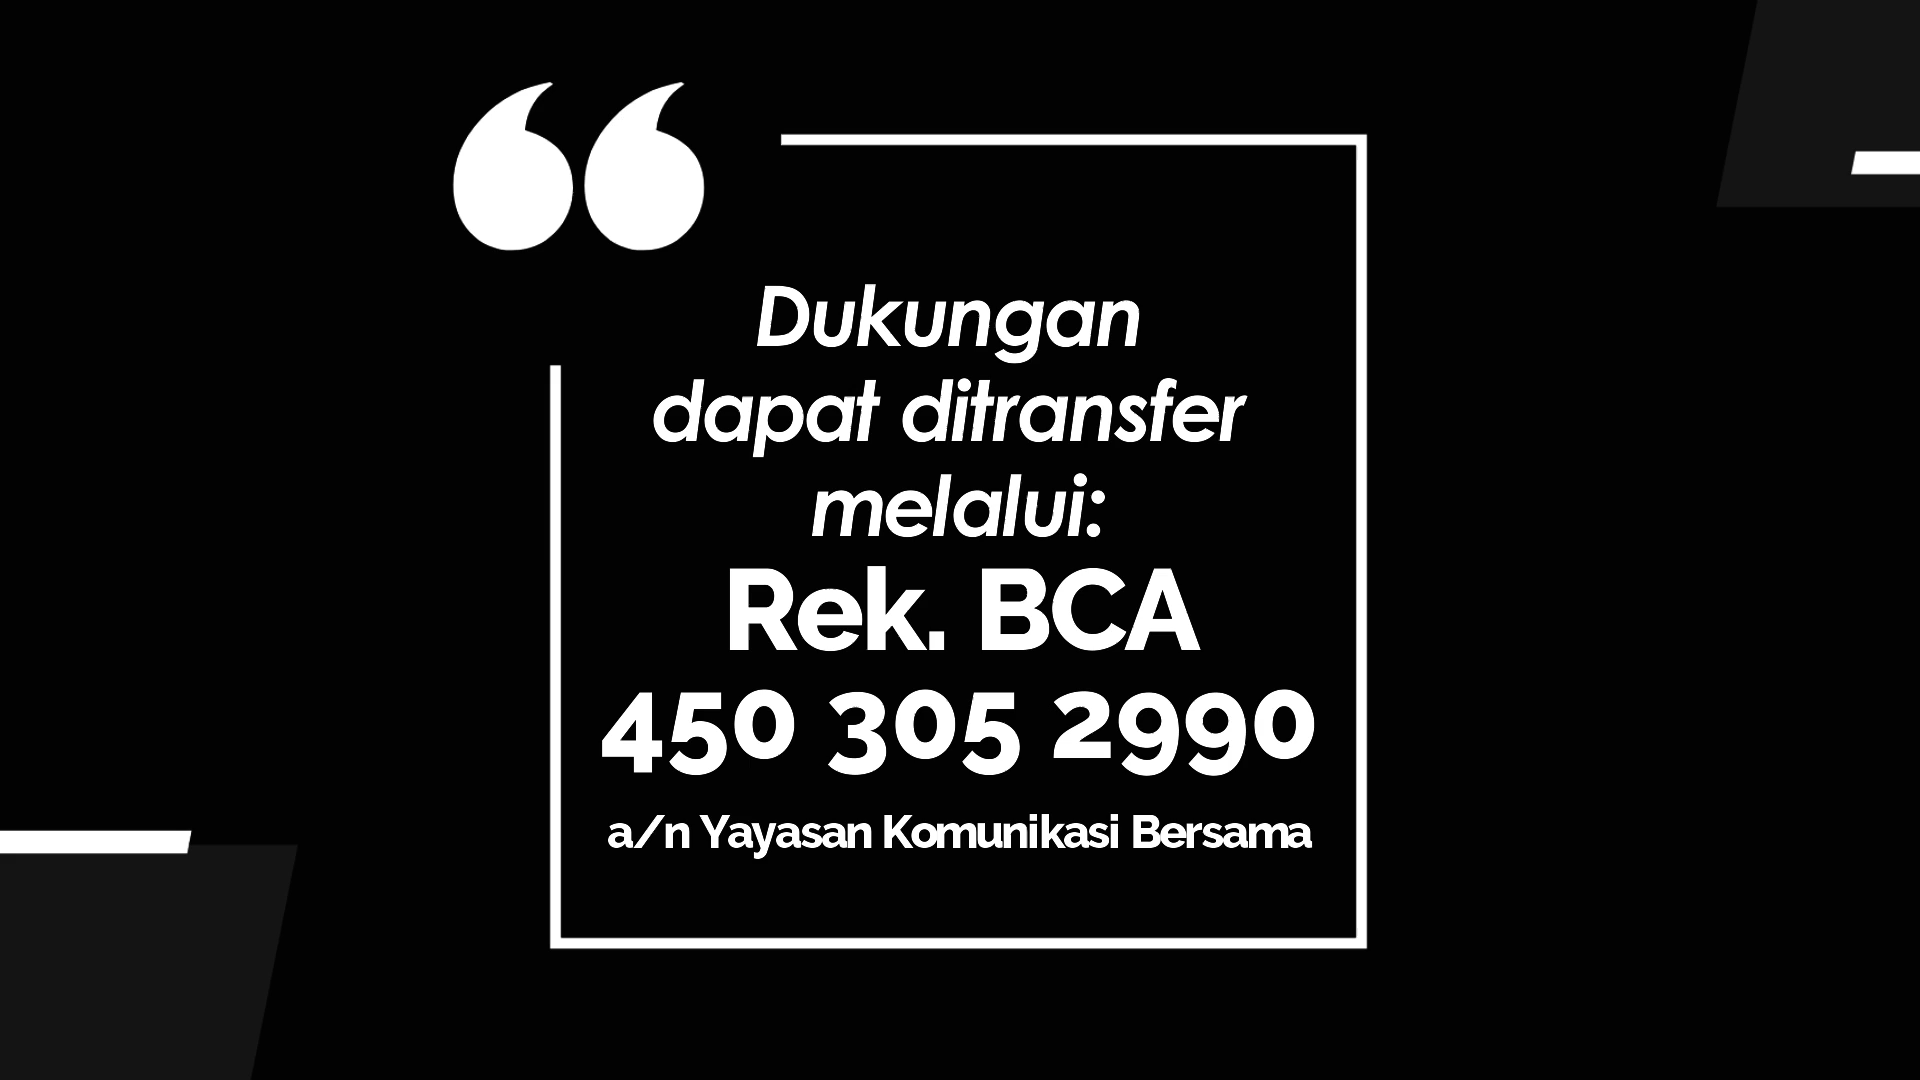 Dukungan
dapat ditransfer
melalui:
Rek. BCA
450 305 2990
a/n Yayasan Komunikasi Bersama